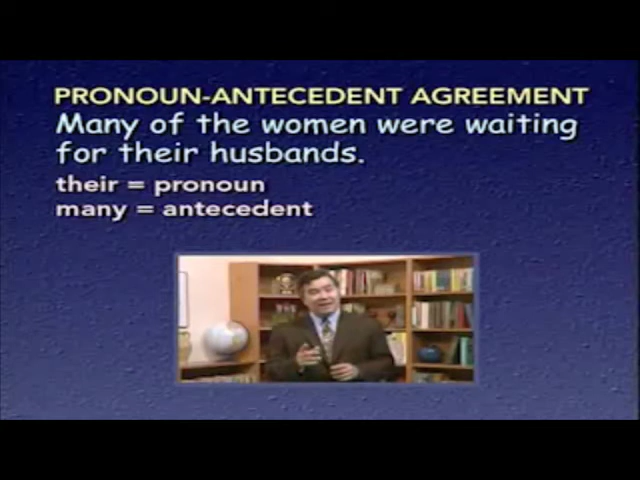 PRONOUN-ANTECEDENT AGREEMENT
Many of the women were waiting
for their husbands.
their = pronoun
many = antecedent